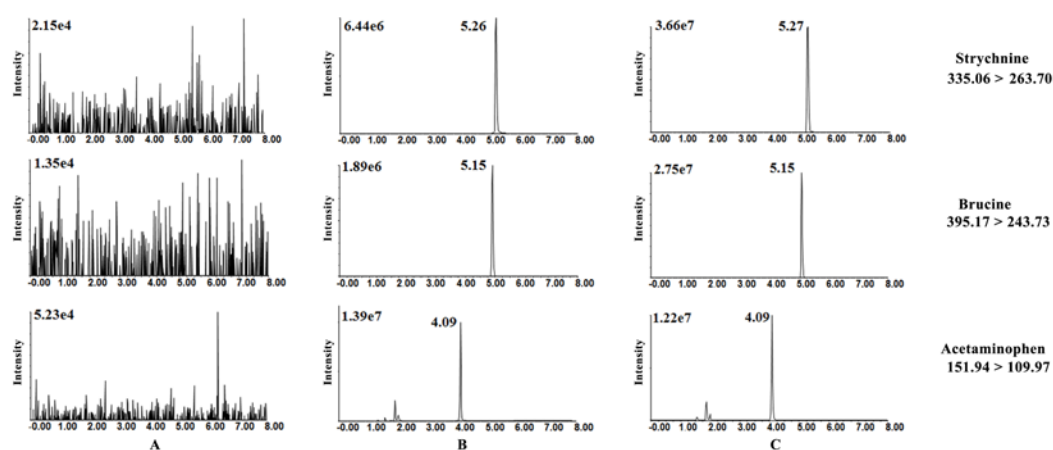 2.15e4
Intensity
-0.00 1.00 2.00 3.00 4.00 5.00 6.00 7.00 8.00
6.44e6
5.26
Intensity
-0.00 1.00 2.00 3.00 4.00 5.00 6.00 7.00 8.00
3.66e7
5.27
Intensity
-0.00 1.00 2.00 3.00 4.00 5.00 6.00 7.00 8.00
Strychnine
335.06 > 263.70
1.35e4
Intensity
-0.00 1.00 2.00 3.00 4.00 5.00 6.00 7.00 8.00
1.89e6
5.15
Intensity
-0.00 1.00 2.00 3.00 4.00 5.00 6.00 7.00 8.00
2.75e7
5.15
Intensity
-0.00 1.00 2.00 3.00 4.00 5.00 6.00 7.00 8.00
Brucine
395.17 > 243.73
5.23e4
Intensity
-0.00 1.00 2.00 3.00 4.00 5.00 6.00 7.00 8.00
1.39e7
4.09
Intensity
-0.00 1.00 2.00 3.00 4.00 5.00 6.00 7.00 8.00
1.22e7
4.09
Intensity
-0.00 1.00 2.00 3.00 4.00 5.00 6.00 7.00 8.00
Acetaminophen
151.94 > 109.97
A
B
C